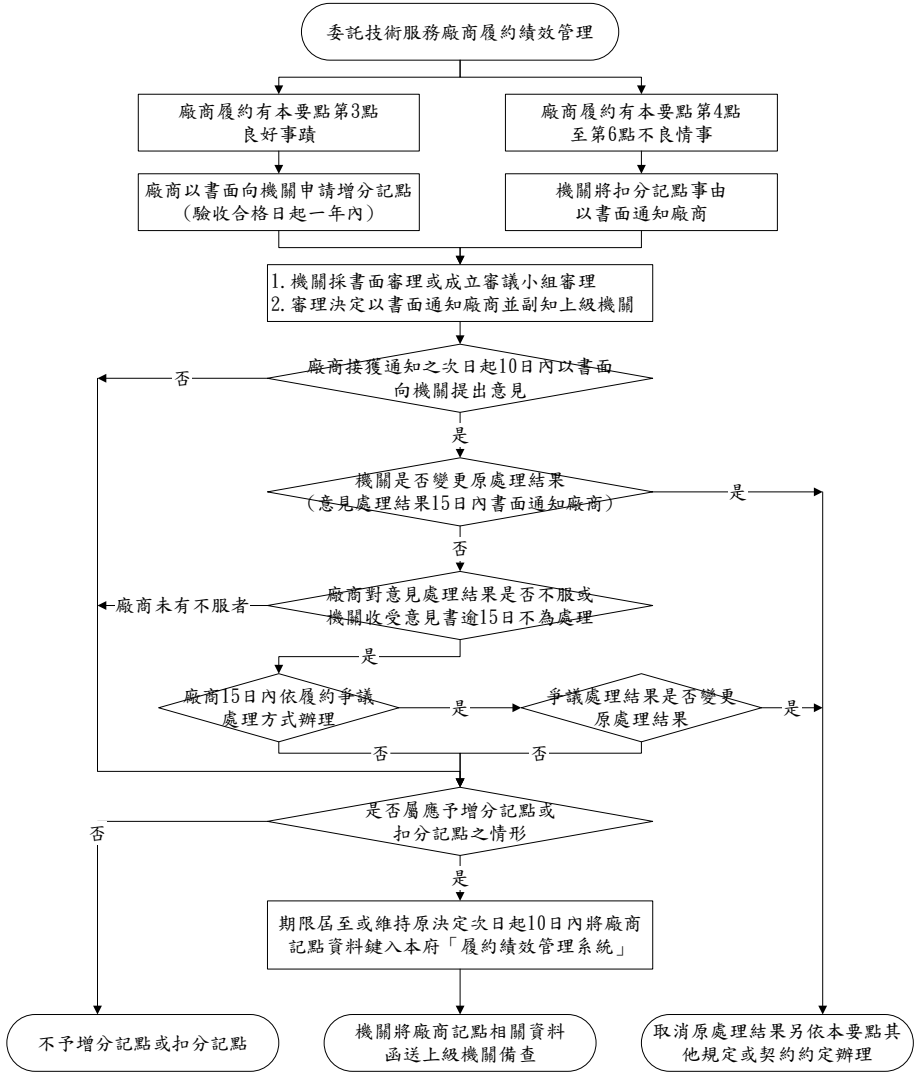 委託技術服務廠商履約績效管理
廠商履約有本要點第3點
良好事蹟
廠商履約有本要點第4點
至第6點不良情事
廠商以書面向機關申請增分記點
(驗收合格日起一年內)
機關將扣分記點事由
以書面通知廠商
1.機關採書面審理或成立審議小組審理
2.審理決定以書面通知廠商並副知上級機關
廠商接獲通知之次日起10日內以書面
向機關提出意見
否
是
機關是否變更原處理結果
(意見處理結果15日內書面通知廠商)
是
否
廠商對意見處理結果是否不服或
機關收受意見書逾15日不為處理
廠商未有不服者
是
廠商15日內依履約爭議
處理方式辦理
是
爭議處理結果是否變更
原處理結果
是
否
否
是否屬應予增分記點或
扣分記點之情形
否
是
期限屆至或維持原決定次日起10日內將廠商
記點資料鍵入本府「履約績效管理系統」
不予增分記點或扣分記點
機關將廠商記點相關資料
函送上級機關備查
取消原處理結果另依本要點其
他規定或契約約定辦理